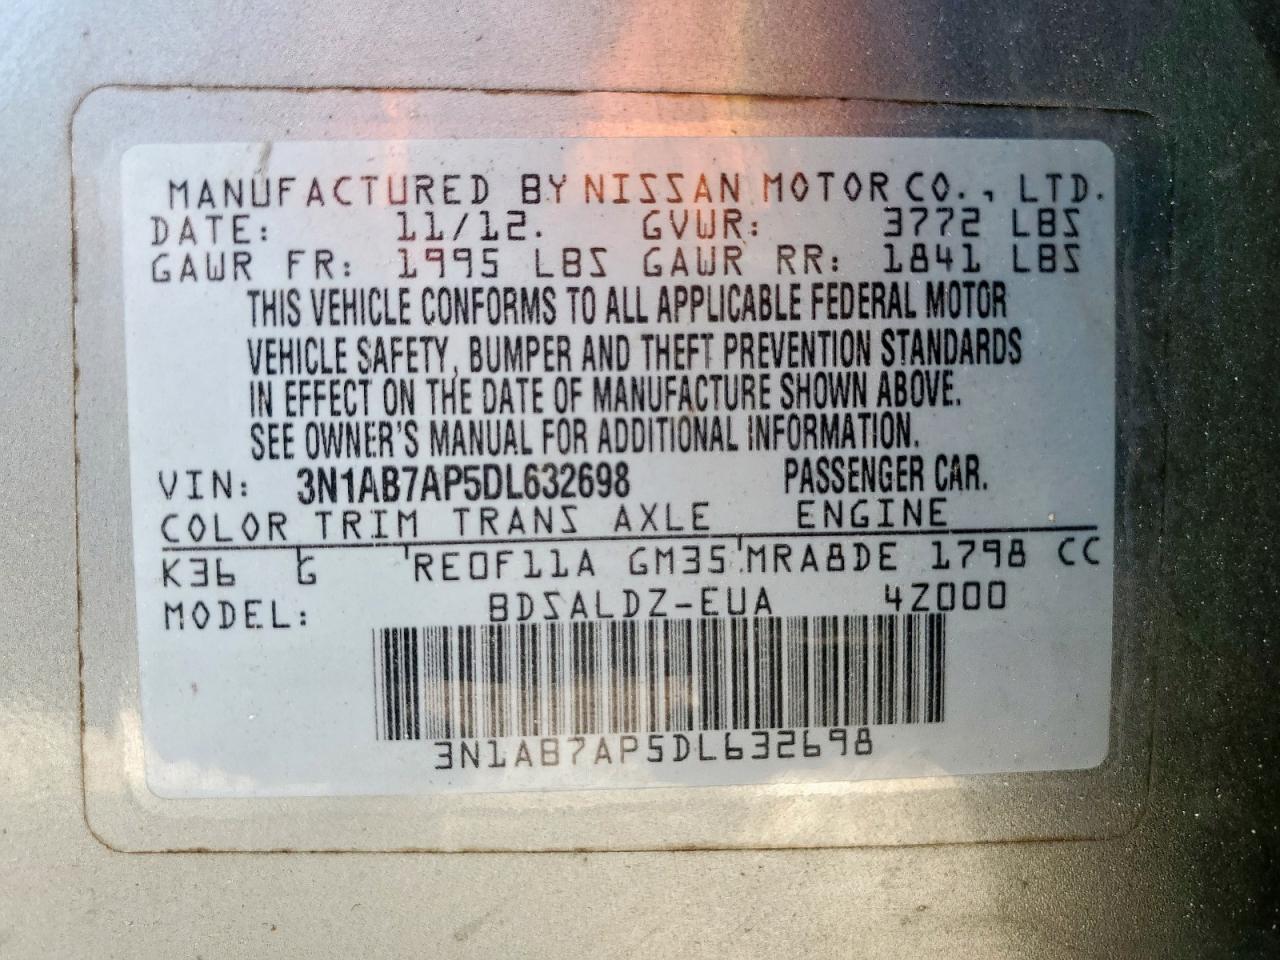 MANUFACTURED BY NISSAN MOTOR CO., LTD.
DATE: 11/12. GVWR: 3772 LBS
GAWR FR: 1995 LBS GAWR RR: 1841 LBS
THIS VEHICLE CONFORMS TO ALL APPLICABLE FEDERAL MOTOR
VEHICLE SAFETY, BUMPER AND THEFT PREVENTION STANDARDS
IN EFFECT ON THE DATE OF MANUFACTURE SHOWN ABOVE.
SEE OWNER'S MANUAL FOR ADDITIONAL INFORMATION.
VIN: 3N1AB7AP5DL632698 PASSENGER CAR.
COLOR TRIM TRANS AXLE ENGINE
K36 G RE0F11A GM35 MRA8DE 1798 CC
MODEL: BDSALDZ-EUA 4Z000
3N1AB7AP5DL632698